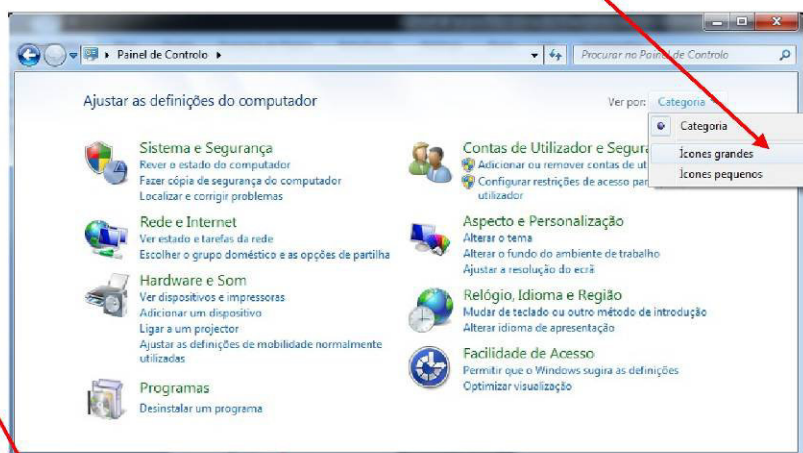 Painel de Controlo
Procurar no Painel de Controlo
Ajustar as definições do computador
Ver por: Categoria
Categoria
Ícones grandes
Ícones pequenos
Sistema e Segurança
Rever o estado do computador
Fazer cópia de segurança do computador
Localizar e corrigir problemas
Rede e Internet
Ver estado e tarefas da rede
Escolher o grupo doméstico e as opções de partilha
Hardware e Som
Ver dispositivos e impressoras
Adicionar um dispositivo
Ligar a um projector
Ajustar as definições de mobilidade normalmente
utilizadas
Programas
Desinstalar um programa
Contas de Utilizador e Segura
Adicionar ou remover contas de ut
Configurar restrições de acesso par
utilizador
Aspecto e Personalização
Alterar o tema
Alterar o fundo do ambiente de trabalho
Ajustar a resolução do ecrã
Relógio, Idioma e Região
Mudar de teclado ou outro método de introdução
Alterar idioma de apresentação
Facilidade de Acesso
Permitir que o Windows sugira as definições
Optimizar visualização